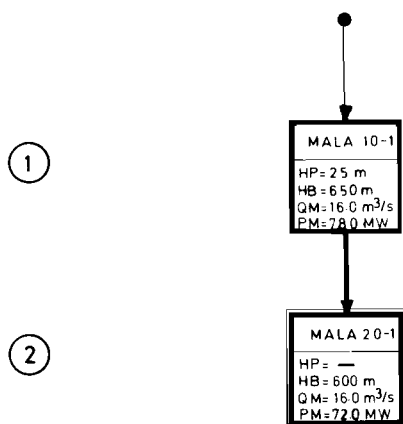 1
MALA 10-1
HP= 25 m
HB= 650 m
QM= 16.0 m³/s
PM= 78.0 MW
2
MALA 20-1
HP= —
HB= 600 m
QM= 16.0 m³/s
PM= 72.0 MW